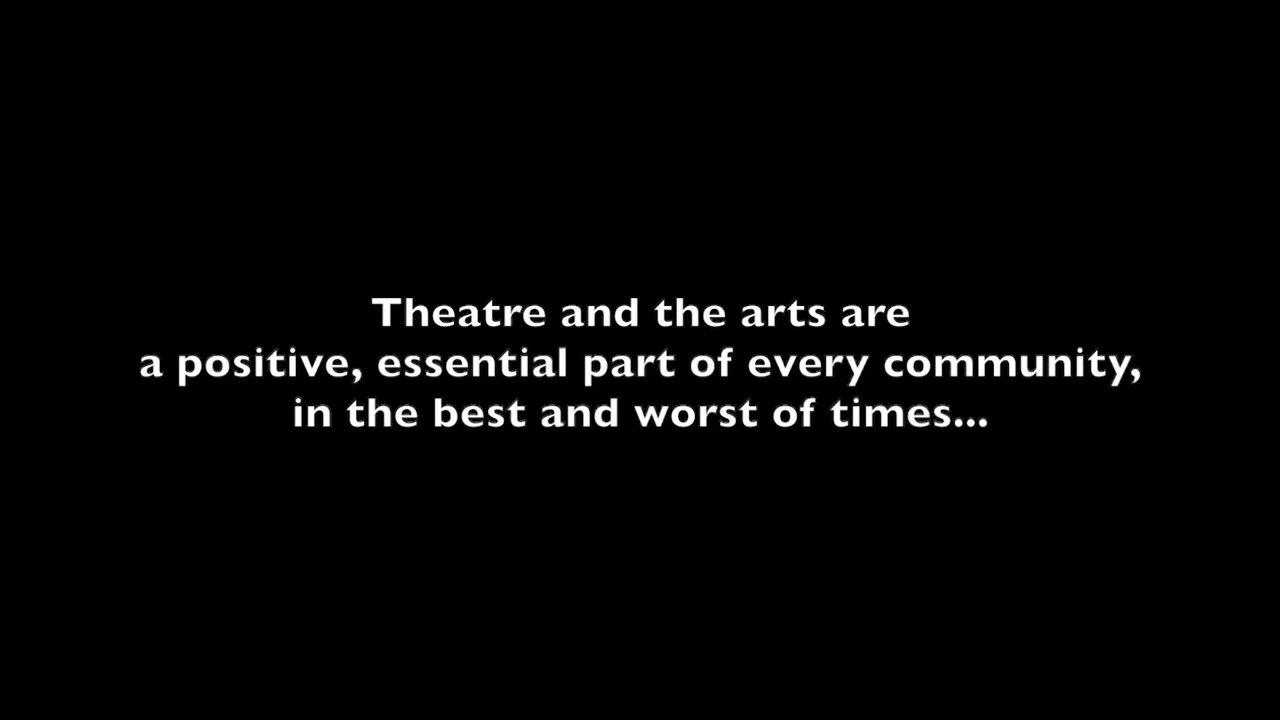 Theatre and the arts are
a positive, essential part of every community,
in the best and worst of times...